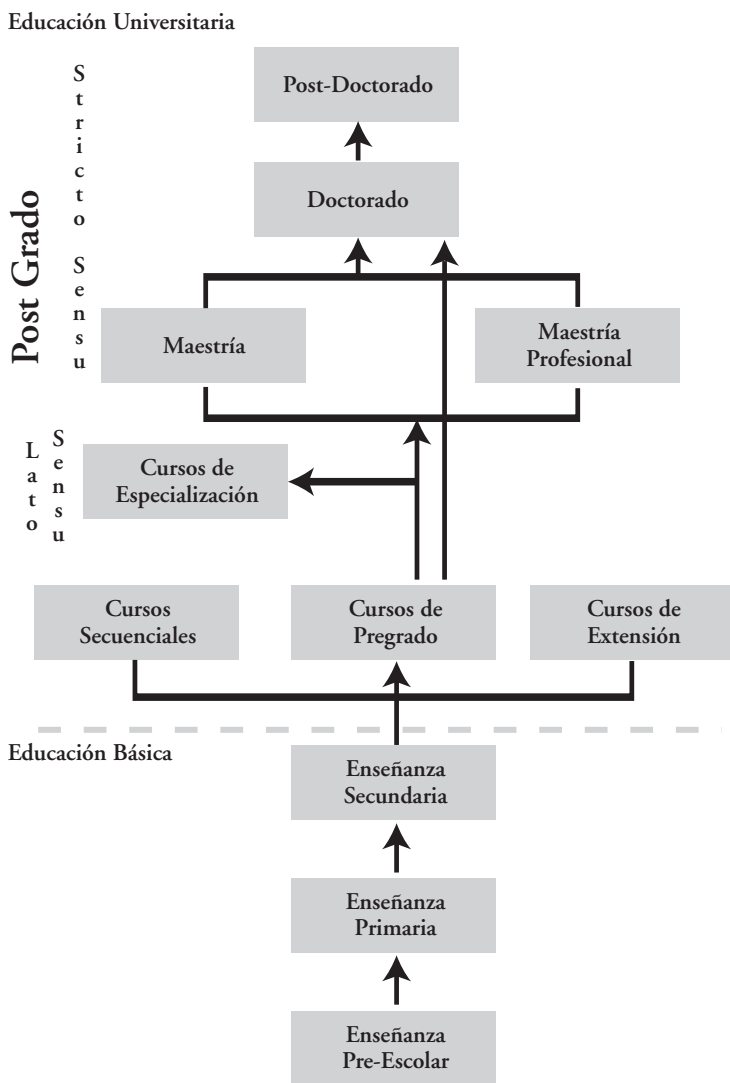 Educación Universitaria
Post Grado
Stricto Sensu
Post-Doctorado
Doctorado
Maestría
Maestría
Profesional
Lato
Sensu
Cursos de
Especialización
Cursos
Secuenciales
Cursos de
Pregrado
Cursos de
Extensión
Educación Básica
Enseñanza
Secundaria
Enseñanza
Primaria
Enseñanza
Pre-Escolar